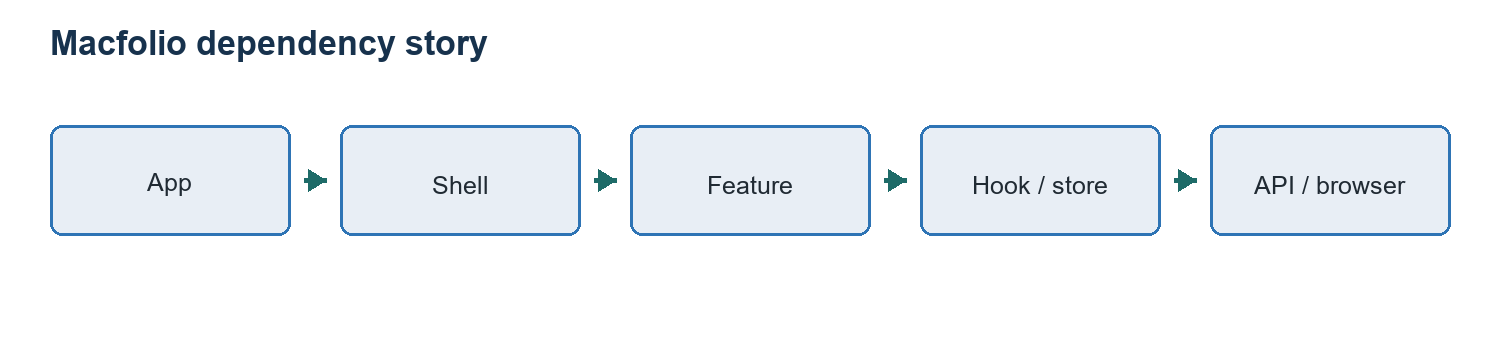 Macfolio dependency story
App
Shell
Feature
Hook / store
API / browser